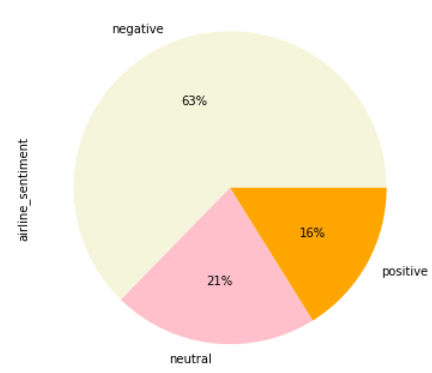 negative
63%
airline_sentiment
16%
positive
21%
neutral